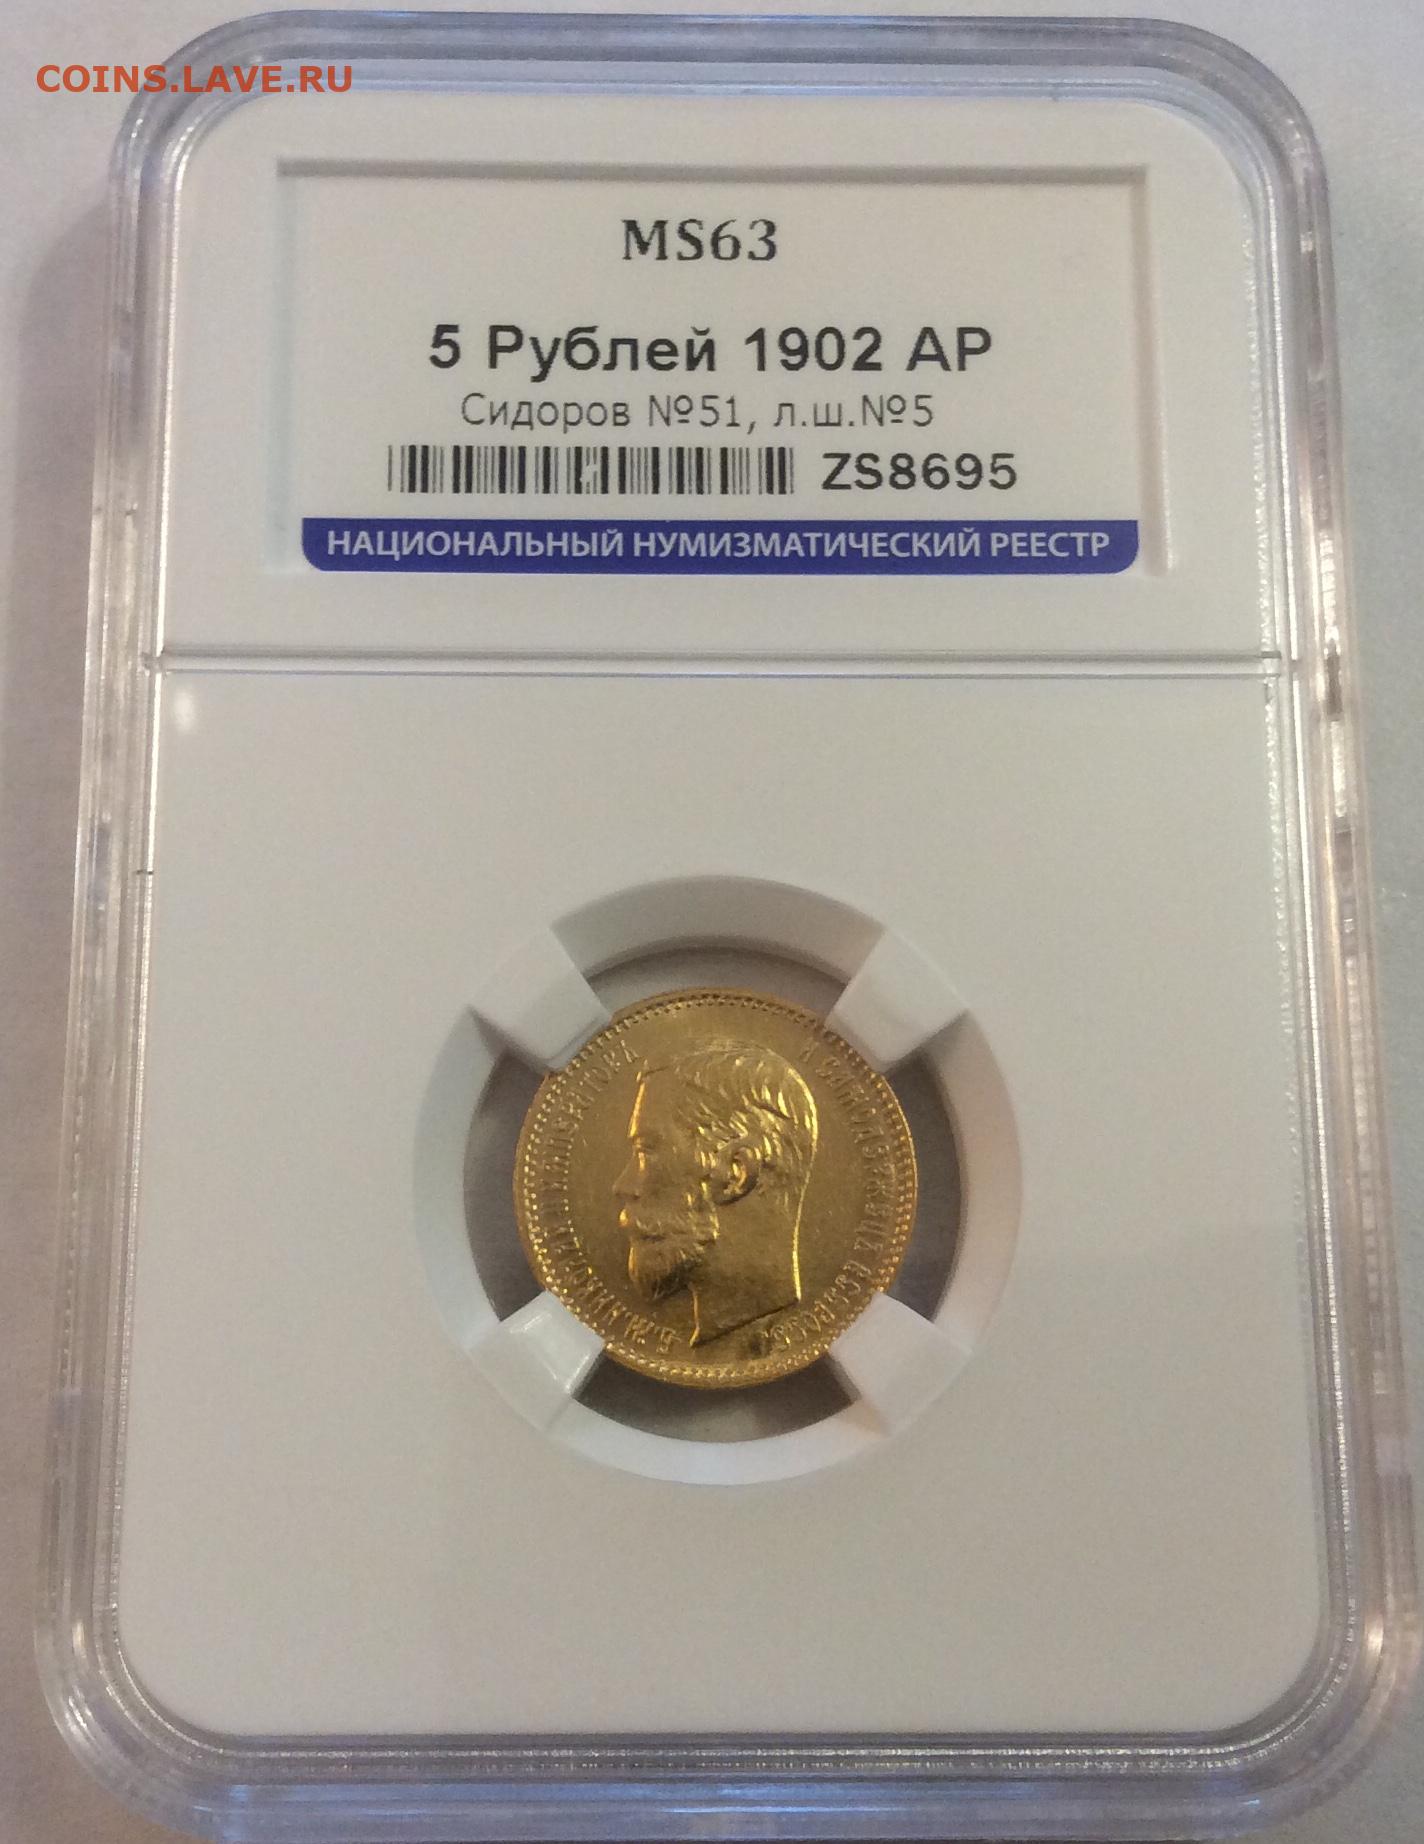 COINS.LAVE.RU
MS63
5 Рублей 1902 АР
Сидоров №51, л.ш.№5
ZS8695
НАЦИОНАЛЬНЫЙ НУМИЗМАТИЧЕСКИЙ РЕЕСТР